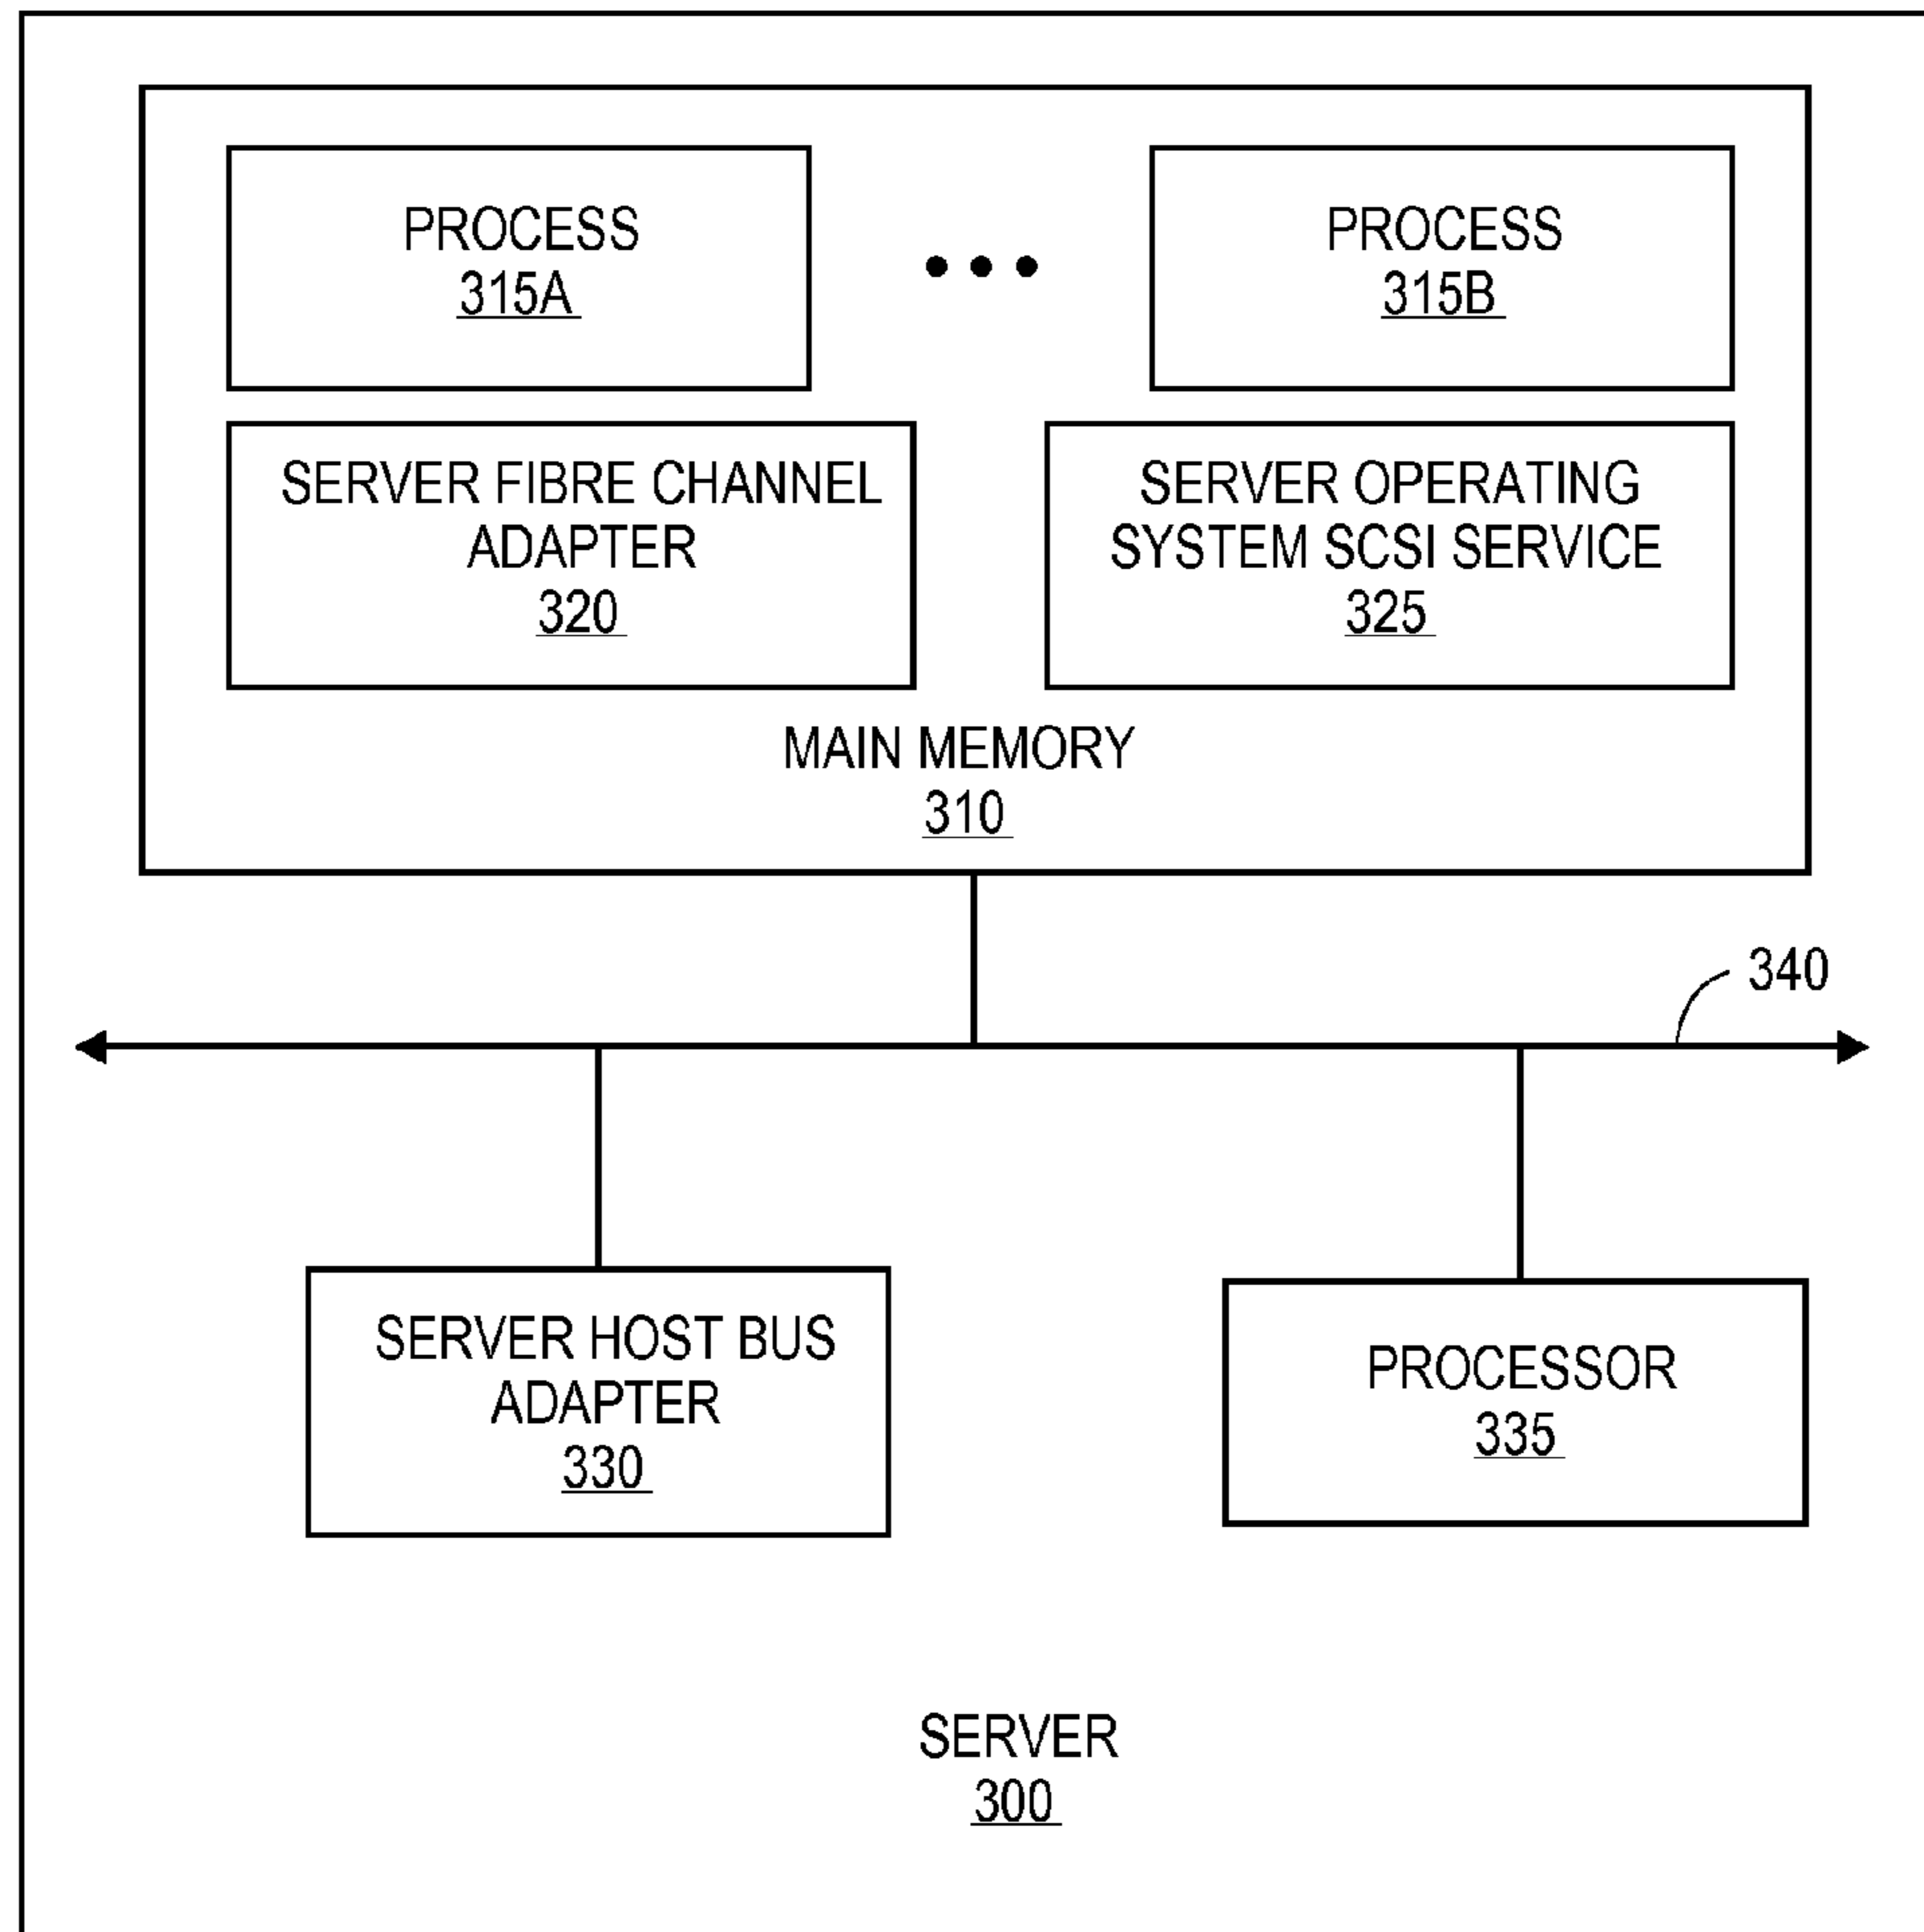 PROCESS
315A
PROCESS
315B
SERVER FIBRE CHANNEL
ADAPTER
320
SERVER OPERATING
SYSTEM SCSI SERVICE
325
MAIN MEMORY
310
340
SERVER HOST BUS
ADAPTER
330
PROCESSOR
335
SERVER
300